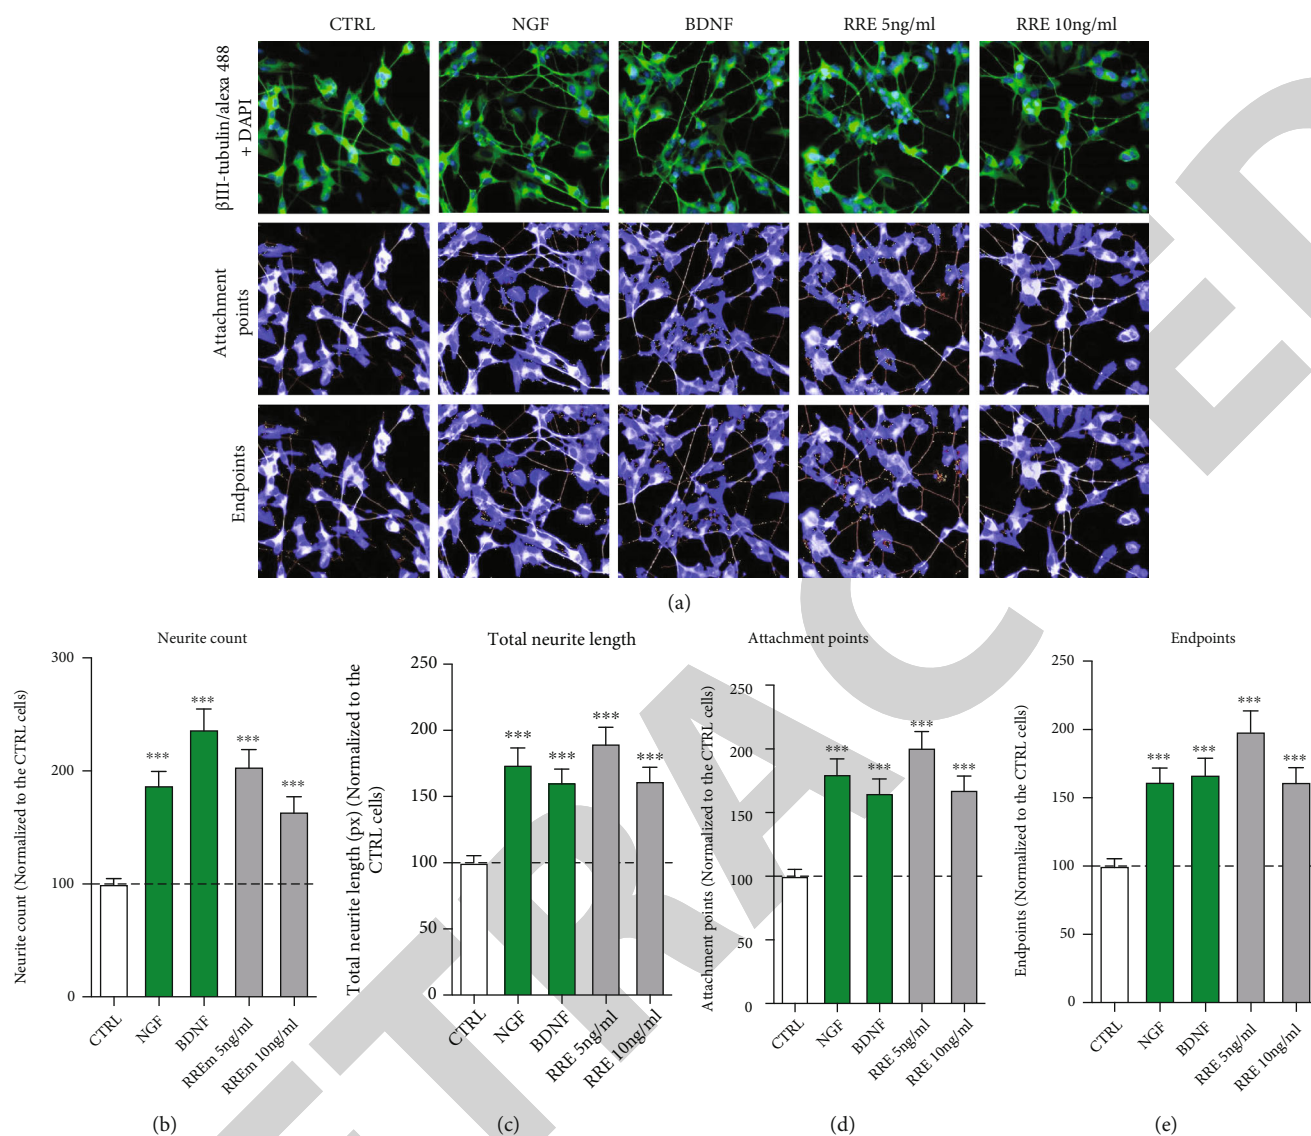 CTRL NGF BDNF RRE 5ng/ml RRE 10ng/ml
βIII-tubulin/alexa 488
+ DAPI
Attachment
points
Endpoints
(a)
Neurite count
Neurite count (Normalized to the CTRL cells)
300
200
100
0
***
***
***
***
CTRL
NGF
BDNF
RREm 5ng/ml
RREm 10ng/ml
(b)
Total neurite length
Total neurite length (px) (Normalized to the
CTRL cells)
250
200
150
100
50
0
***
***
***
***
CTRL
NGF
BDNF
RRE 5ng/ml
RRE 10ng/ml
(c)
Attachment points
Attachment points (Normalized to the CTRL cells)
250
200
150
100
50
0
***
***
***
***
CTRL
NGF
BDNF
RRE 5ng/ml
RRE 10ng/ml
(d)
Endpoints
Endpoints (Normalized to the CTRL cells)
250
200
150
100
50
0
***
***
***
***
CTRL
NGF
BDNF
RRE 5ng/ml
RRE 10ng/ml
(e)
ETRACTED